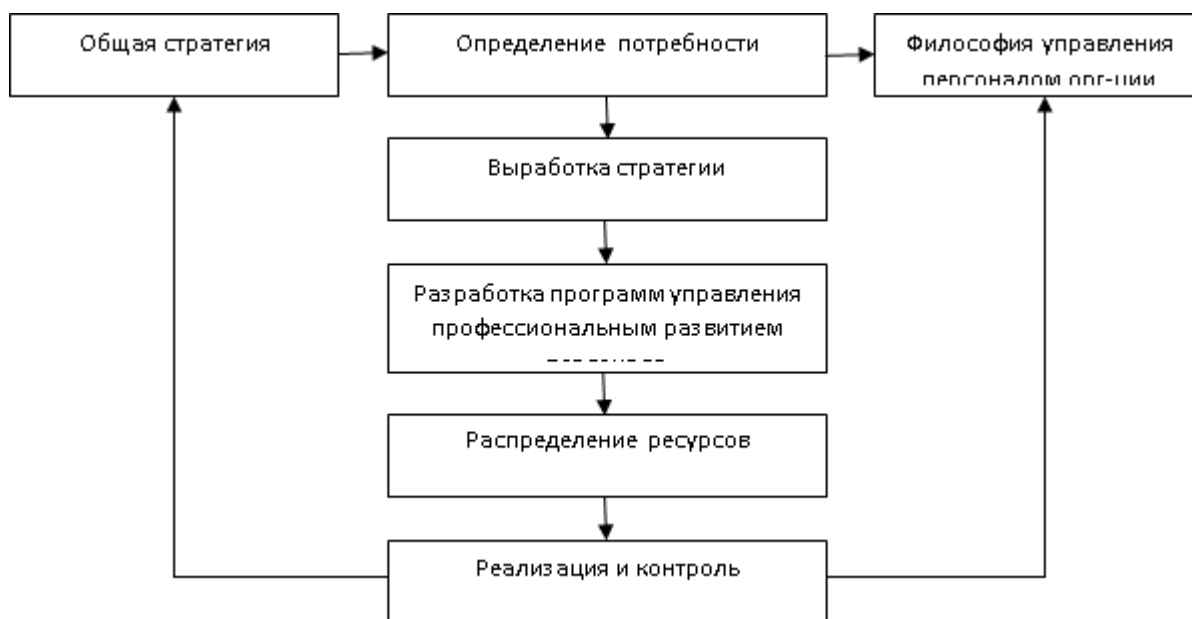 Общая стратегия
Определение потребности
Философия управления
персоналом орг-ции
Выработка стратегии
Разработка программ управления
профессиональным развитием
Распределение ресурсов
Реализация и контроль